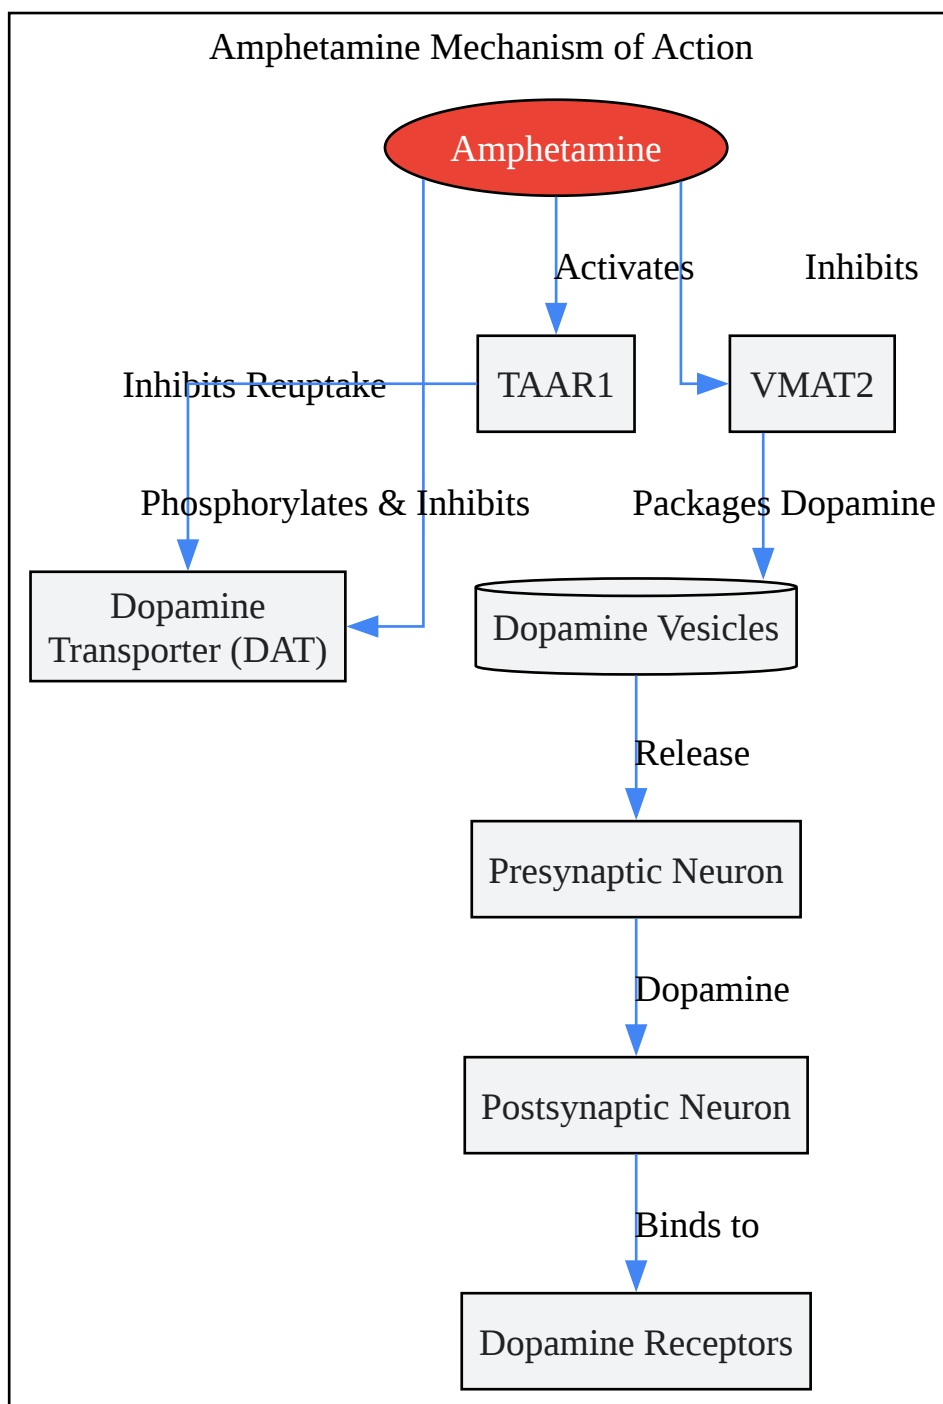 Amphetamine Mechanism of Action
Amphetamine
Activates
Inhibits
Inhibits Reuptake
TAAR1
VMAT2
Phosphorylates & Inhibits
Packages Dopamine
Dopamine
Transporter (DAT)
Dopamine Vesicles
Release
Presynaptic Neuron
Dopamine
Postsynaptic Neuron
Binds to
Dopamine Receptors